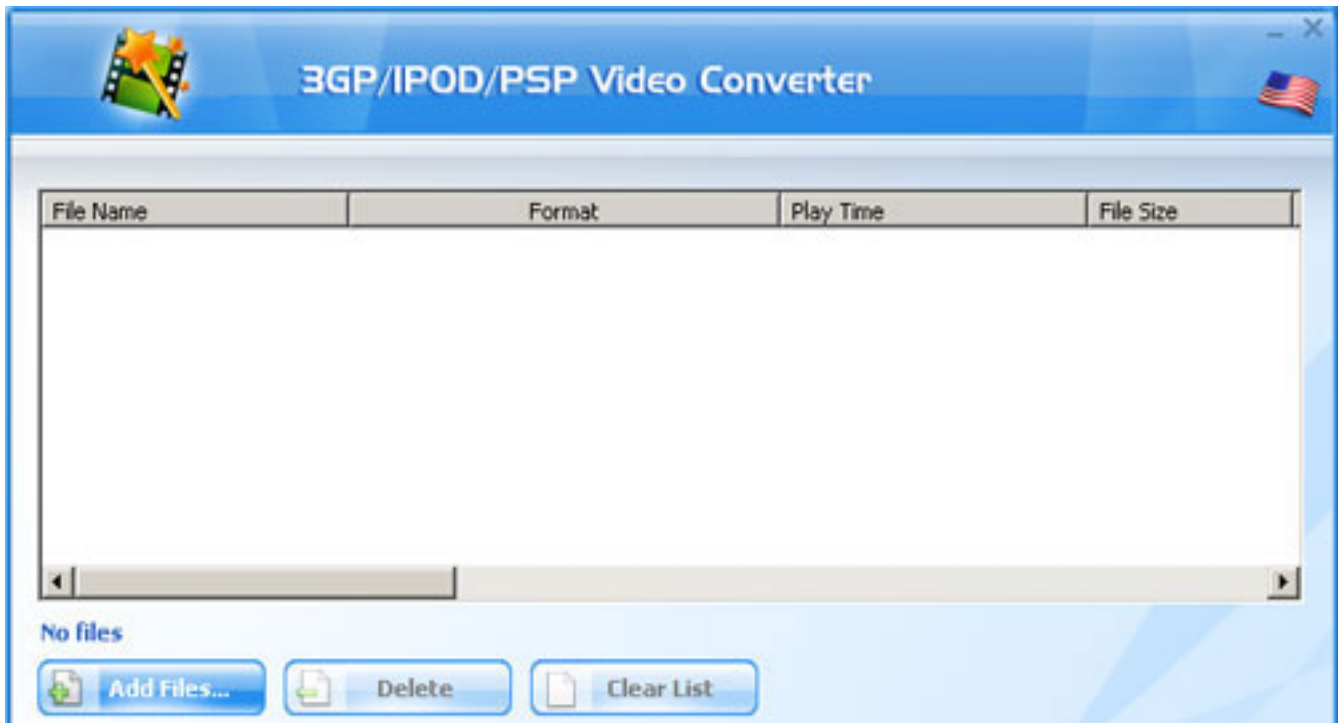 3GP/IPOD/PSP Video Converter
File Name Format Play Time File Size
No files
Add Files... Delete Clear List